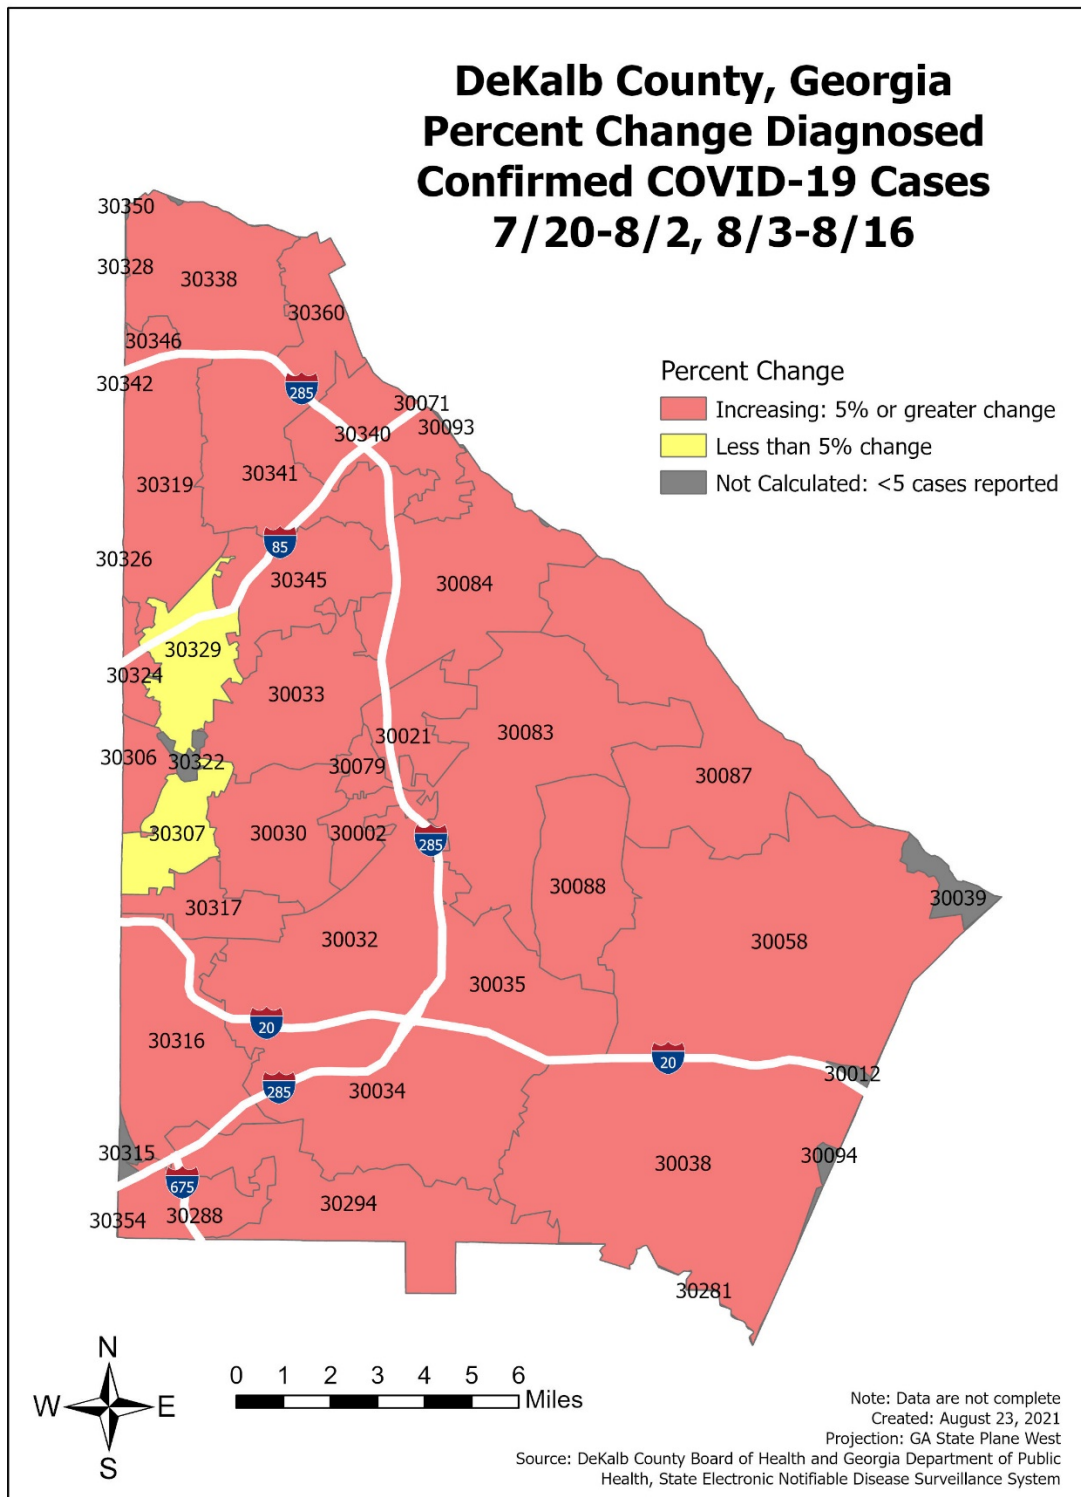 DeKalb County, Georgia
Percent Change Diagnosed
Confirmed COVID-19 Cases
7/20-8/2, 8/3-8/16
30350
30328
30338
30360
30346
30342
285
30071
30093
30340
30341
30319
85
30326
30345
30084
30329
30324
30033
30021
30083
30306
30322
30079
30087
30307
30030
30002
285
30088
30039
30317
30032
30058
30035
20
30316
20
30012
285
30034
30315
30094
30038
675
30294
30354
30288
30281
Percent Change
Increasing: 5% or greater change
Less than 5% change
Not Calculated: <5 cases reported
N
W E
S
0 1 2 3 4 5 6
Miles
Note: Data are not complete
Created: August 23, 2021
Projection: GA State Plane West
Source: DeKalb County Board of Health and Georgia Department of Public
Health, State Electronic Notifiable Disease Surveillance System